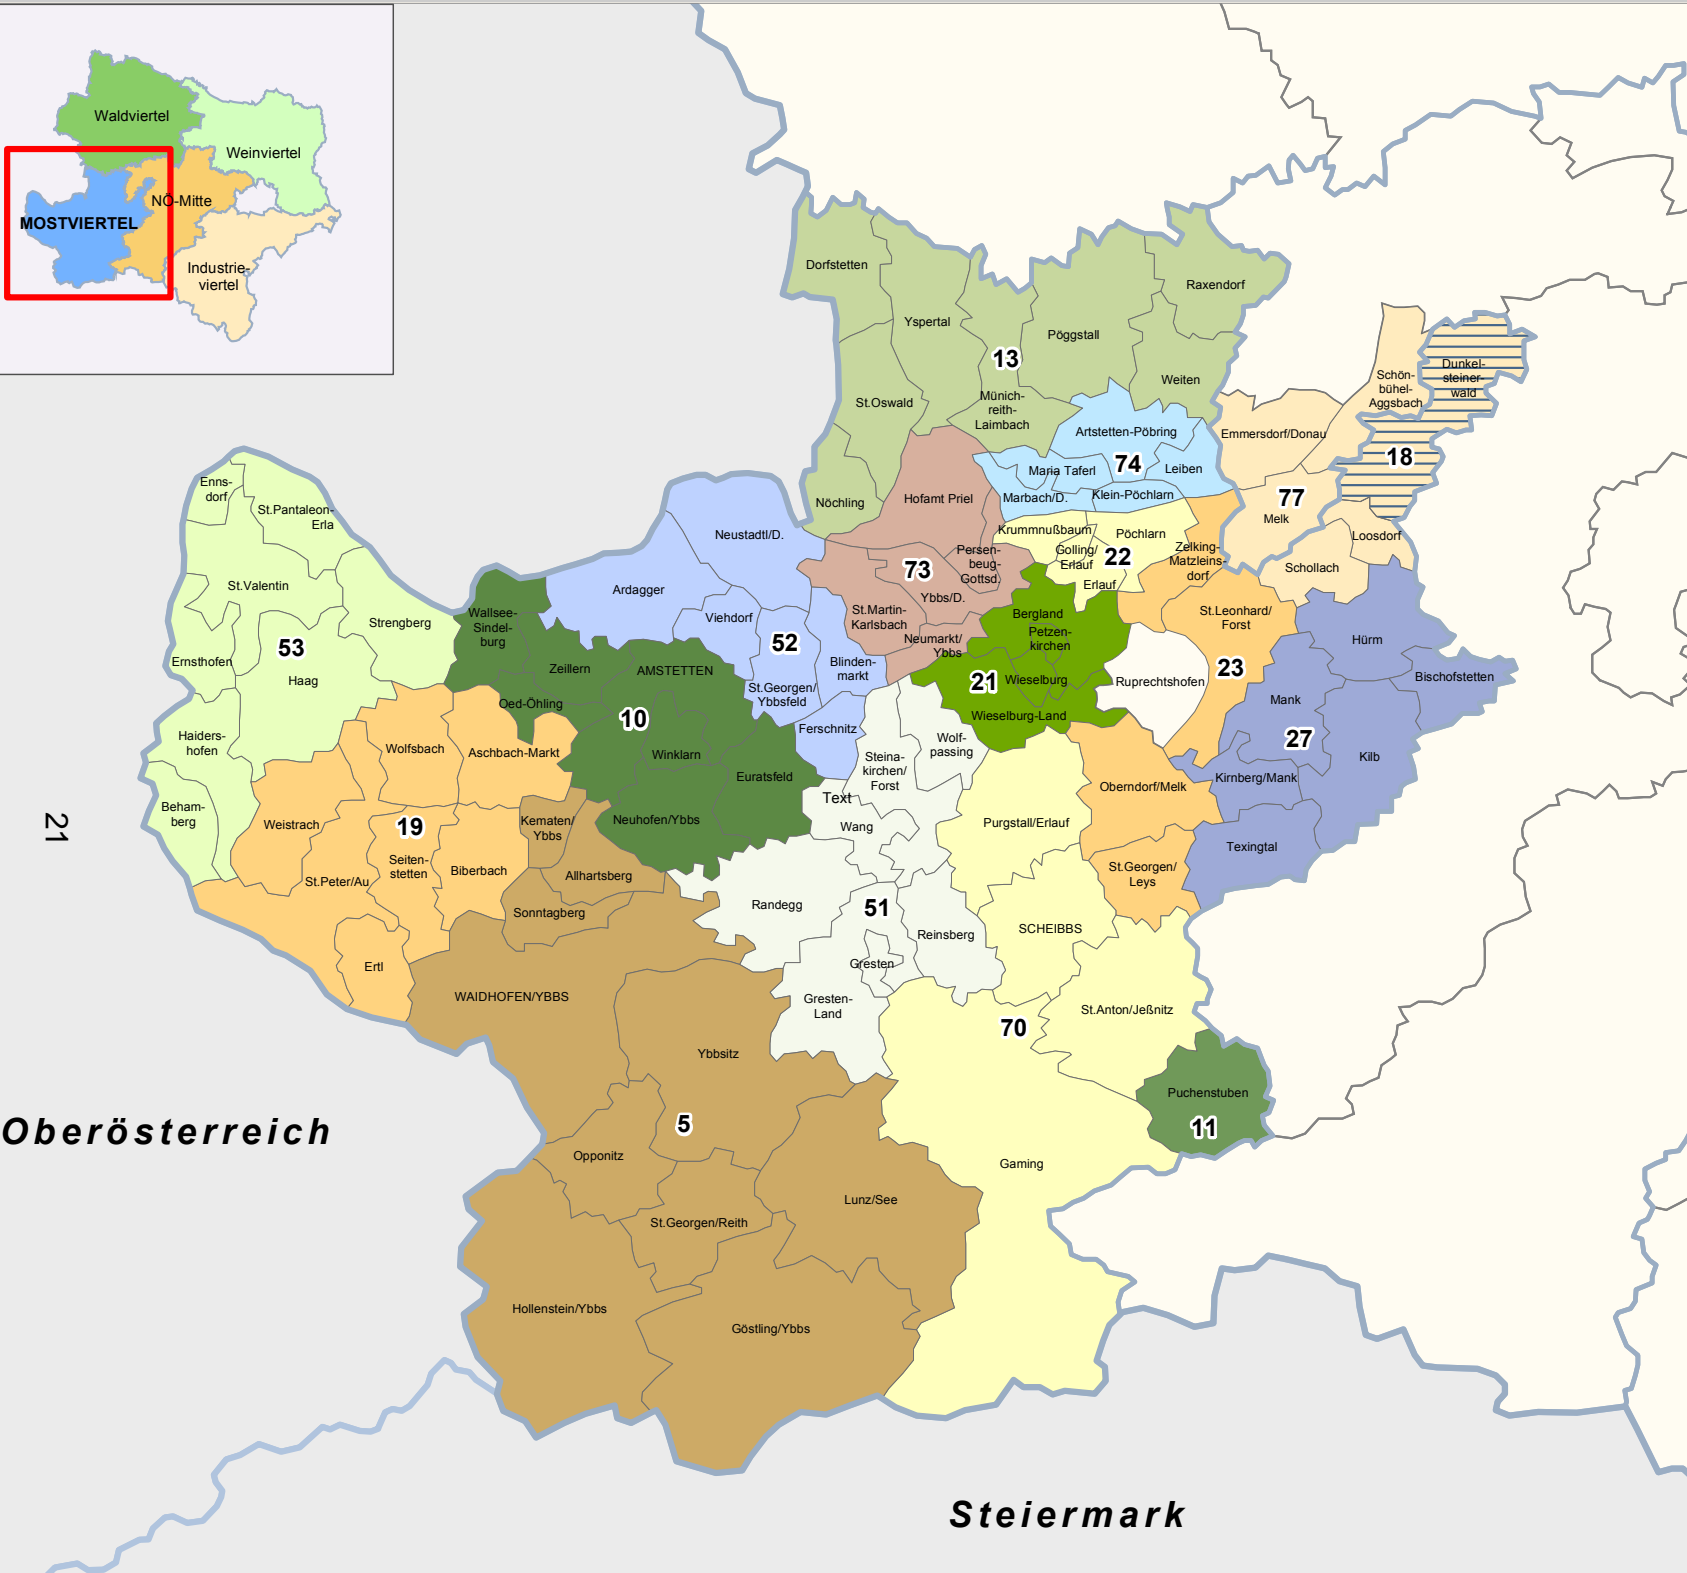 Waldviertel
Weinviertel
NÖ-Mitte
MOSTVIERTEL
Industrie-
viertel
Dorfstetten
Raxendorf
Yspertal
Pöggstall
13
Weiten
St.Oswald
Münich-
reith-
Laimbach
Nöchling
Schön-
bühel-
Aggsbach
Dunkel-
steiner-
wald
18
Emmersdorf/Donau
77
Melk
Loosdorf
Schollach
Artstetten-Pöbring
74
Maria Taferl
Leiben
Marbach/D.
Klein-Pöchlarn
Hofamt Priel
Persen-
beug-
Gottsd.
73
Ybbs/D.
St.Martin-
Karlsbach
Neumarkt/
Ybbs
Krummnußbaum
Pöchlarn
Golling/
Erlauf
22
Erlauf
Zelking-
Matzleins-
dorf
St.Leonhard/
Forst
23
Ruprechtshofen
Oberndorf/Melk
St.Georgen/
Leys
Bergland
Petzen-
kirchen
21
Wieselburg
Wieselburg-Land
Hürm
Bischofstetten
Mank
27
Kilb
Kirnberg/Mank
Texingtal
Enns-
dorf
St.Pantaleon-
Erla
St.Valentin
Strengberg
53
Ernsthofen
Haag
Haiders-
hofen
Beham-
berg
Neustadtl/D.
Ardagger
Viehdorf
52
Blinden-
markt
St.Georgen/
Ybbsfeld
Ferschnitz
Wallsee-
Sindel-
burg
Zeillern
AMSTETTEN
Oed-Öhling
10
Winklarn
Euratsfeld
Neuhofen/Ybbs
Wolfsbach
Aschbach-Markt
Weistrach
19
Seiten-
stetten
Biberbach
St.Peter/Au
Ertl
Kematen/
Ybbs
Allhartsberg
Sonntagberg
WAIDHOFEN/YBBS
Ybbsitz
5
Opponitz
St.Georgen/Reith
Lunz/See
Hollenstein/Ybbs
Göstling/Ybbs
Wolf-
passing
Steina-
kirchen/
Forst
Text
Wang
Randegg
51
Reinsberg
Gresten
Gresten-
Land
Purgstall/Erlauf
SCHEIBBS
St.Anton/Jeßnitz
70
Gaming
Puchenstuben
11
21
Oberösterreich
Steiermark